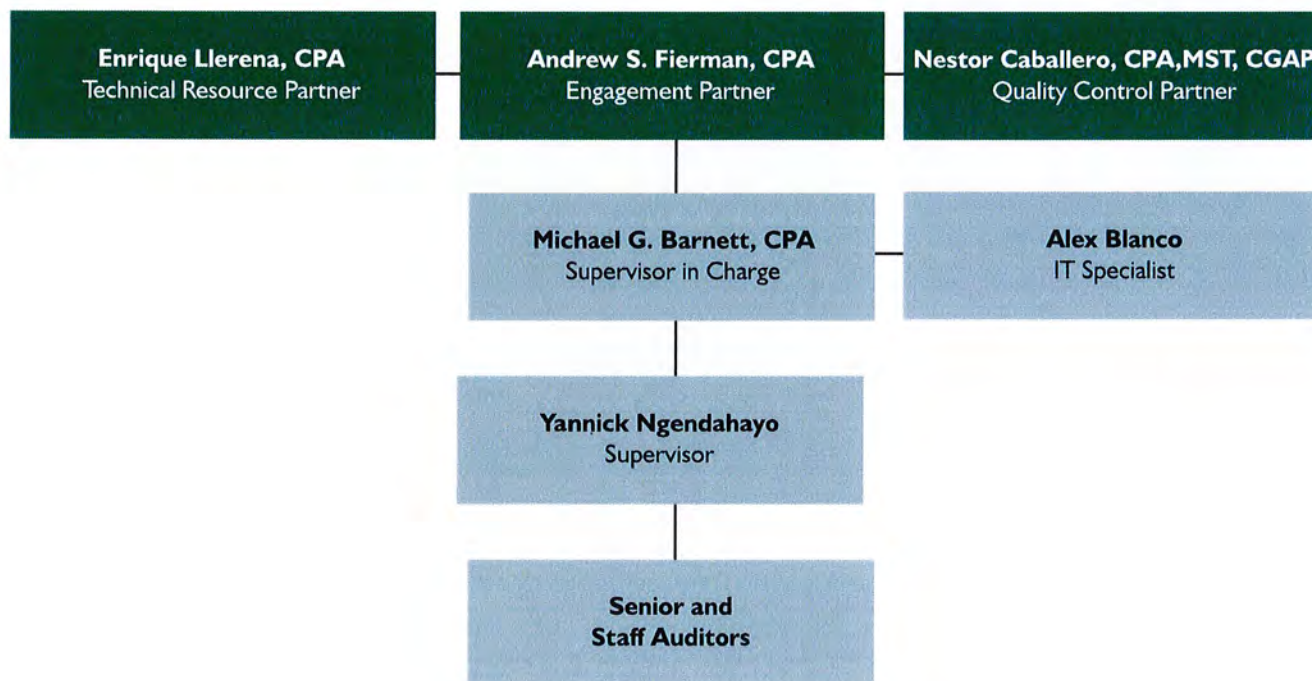 Enrique Llerena, CPA
Technical Resource Partner
Andrew S. Fierman, CPA
Engagement Partner
Nestor Caballero, CPA,MST, CGAP
Quality Control Partner
Michael G. Barnett, CPA
Supervisor in Charge
Alex Blanco
IT Specialist
Yannick Ngendahayo
Supervisor
Senior and
Staff Auditors